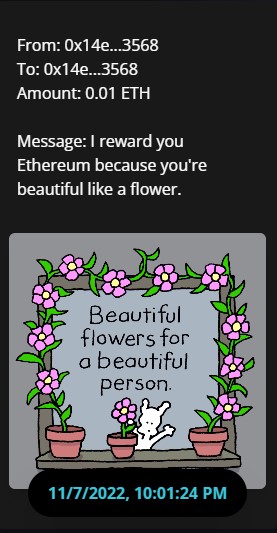 From: 0x14e...3568
To: 0x14e...3568
Amount: 0.01 ETH
Message: I reward you
Ethereum because you're
beautiful like a flower.
Beautiful
flowers for
a beautiful
person.
11/7/2022, 10:01:24 PM